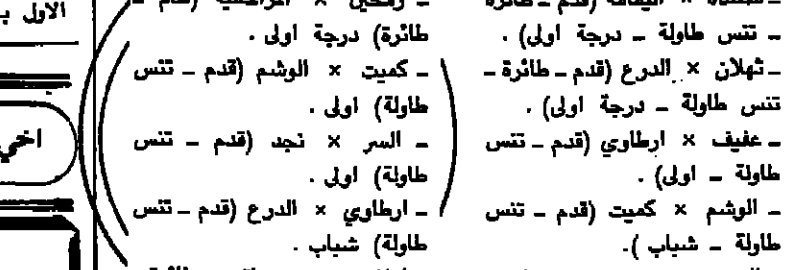 – تنس طاولة – درجة اولى) .
– ثهلان × الدرع (قدم – طائرة –
تنس طاولة – درجة اولى) .
– عفيف × ارطاوي (قدم – تنس
طاولة – اولى) .
– الوشم × كميت (قدم – تنس
طاولة – شباب ).
طائرة) درجة اولى .
– كميت × الوشم (قدم – تنس
طاولة) اولى .
– السر × نجد (قدم – تنس
طاولة) اولى .
– ارطاوي × الدرع (قدم – تنس
طاولة) شباب .
الاول
اخي